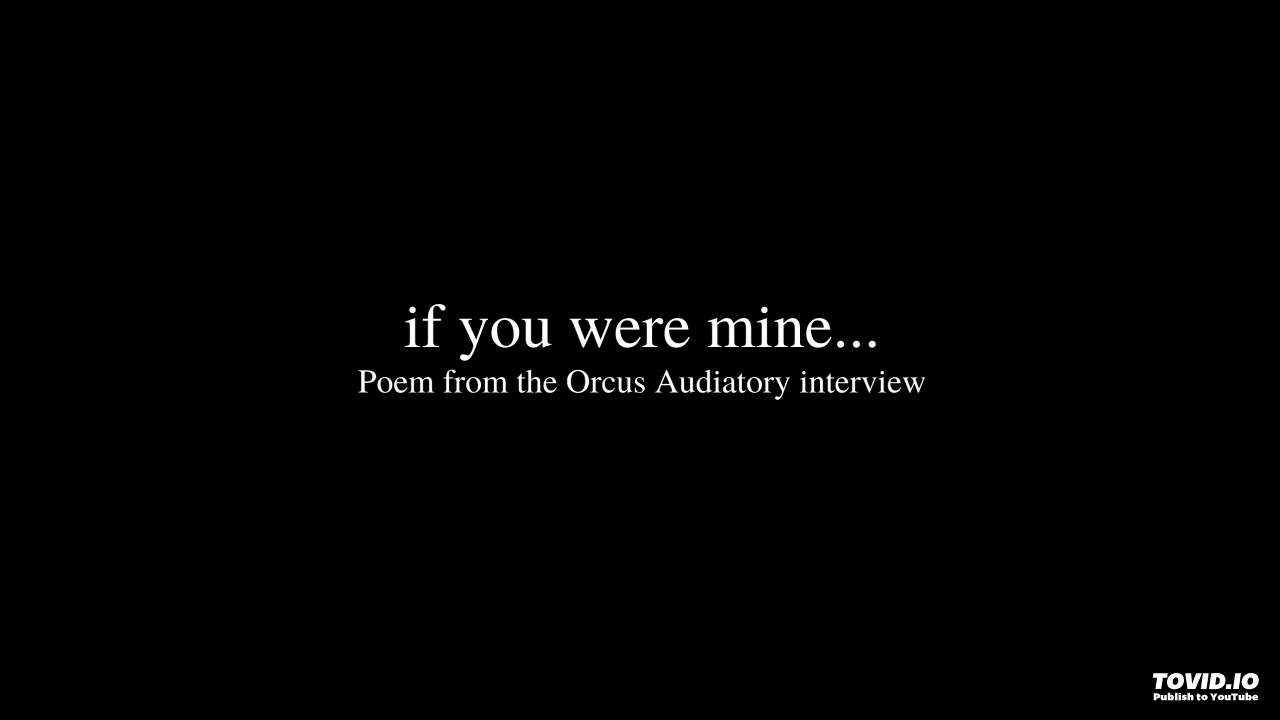 if you were mine...
Poem from the Orcus Audiatory interview
TOVID.IO
Publish to YouTube